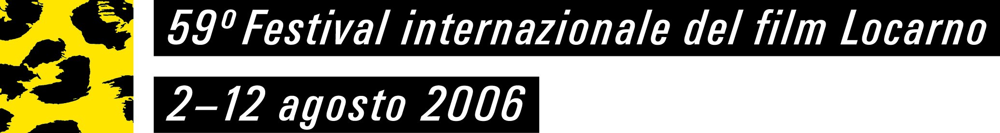 59º Festival internazionale del film Locarno
2–12 agosto 2006